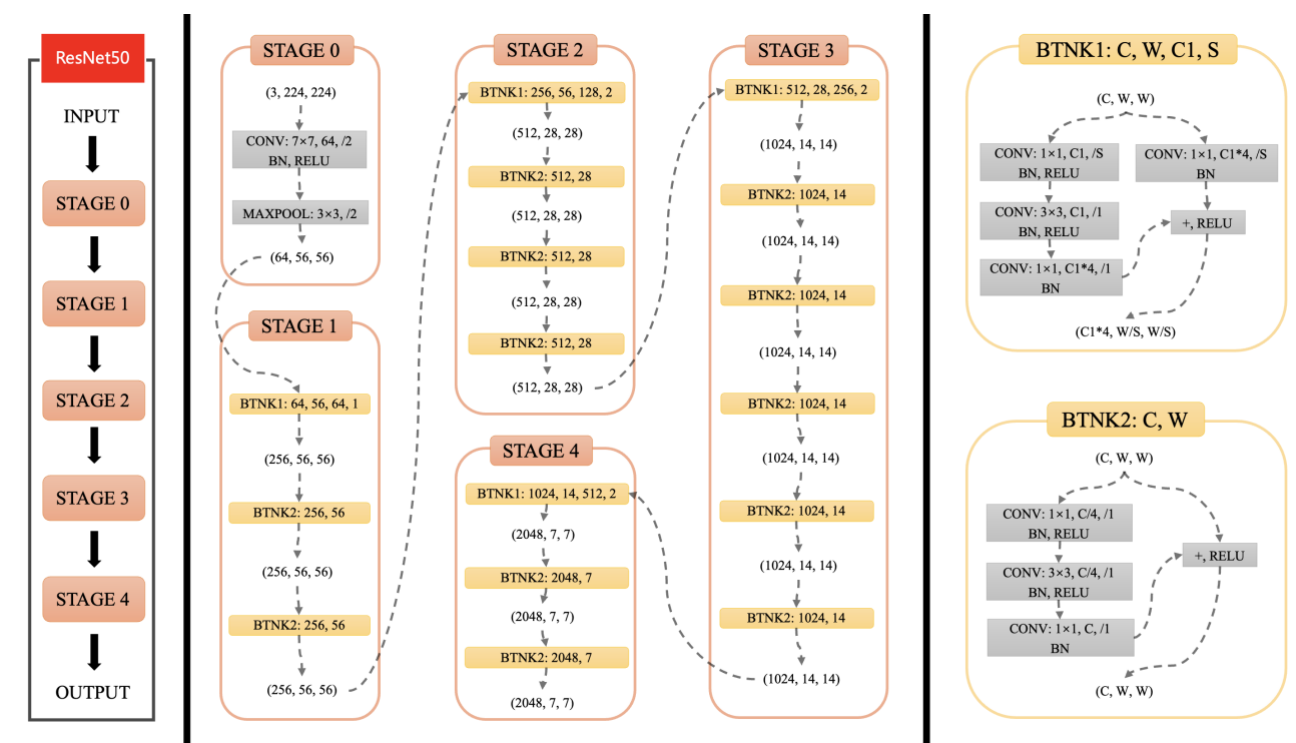 ResNet50
INPUT
STAGE 0
STAGE 1
STAGE 2
STAGE 3
STAGE 4
OUTPUT
STAGE 0
(3, 224, 224)
CONV: 7×7, 64, /2
BN, RELU
MAXPOOL: 3×3, /2
(64, 56, 56)
STAGE 1
BTNK1: 64, 56, 64, 1
(256, 56, 56)
BTNK2: 256, 56
(256, 56, 56)
BTNK2: 256, 56
(256, 56, 56)
STAGE 2
BTNK1: 256, 56, 128, 2
(512, 28, 28)
BTNK2: 512, 28
(512, 28, 28)
BTNK2: 512, 28
(512, 28, 28)
BTNK2: 512, 28
(512, 28, 28)
STAGE 3
BTNK1: 512, 28, 256, 2
(1024, 14, 14)
BTNK2: 1024, 14
(1024, 14, 14)
BTNK2: 1024, 14
(1024, 14, 14)
BTNK2: 1024, 14
(1024, 14, 14)
BTNK2: 1024, 14
(1024, 14, 14)
BTNK2: 1024, 14
(1024, 14, 14)
STAGE 4
BTNK1: 1024, 14, 512, 2
(2048, 7, 7)
BTNK2: 2048, 7
(2048, 7, 7)
BTNK2: 2048, 7
(2048, 7, 7)
BTNK1: C, W, C1, S
(C, W, W)
CONV: 1×1, C1, /S
BN, RELU
CONV: 3×3, C1, /1
BN, RELU
CONV: 1×1, C1*4, /1
BN
CONV: 1×1, C1*4, /S
BN
+, RELU
(C1*4, W/S, W/S)
BTNK2: C, W
(C, W, W)
CONV: 1×1, C/4, /1
BN, RELU
CONV: 3×3, C/4, /1
BN, RELU
CONV: 1×1, C, /1
BN
+, RELU
(C, W, W)